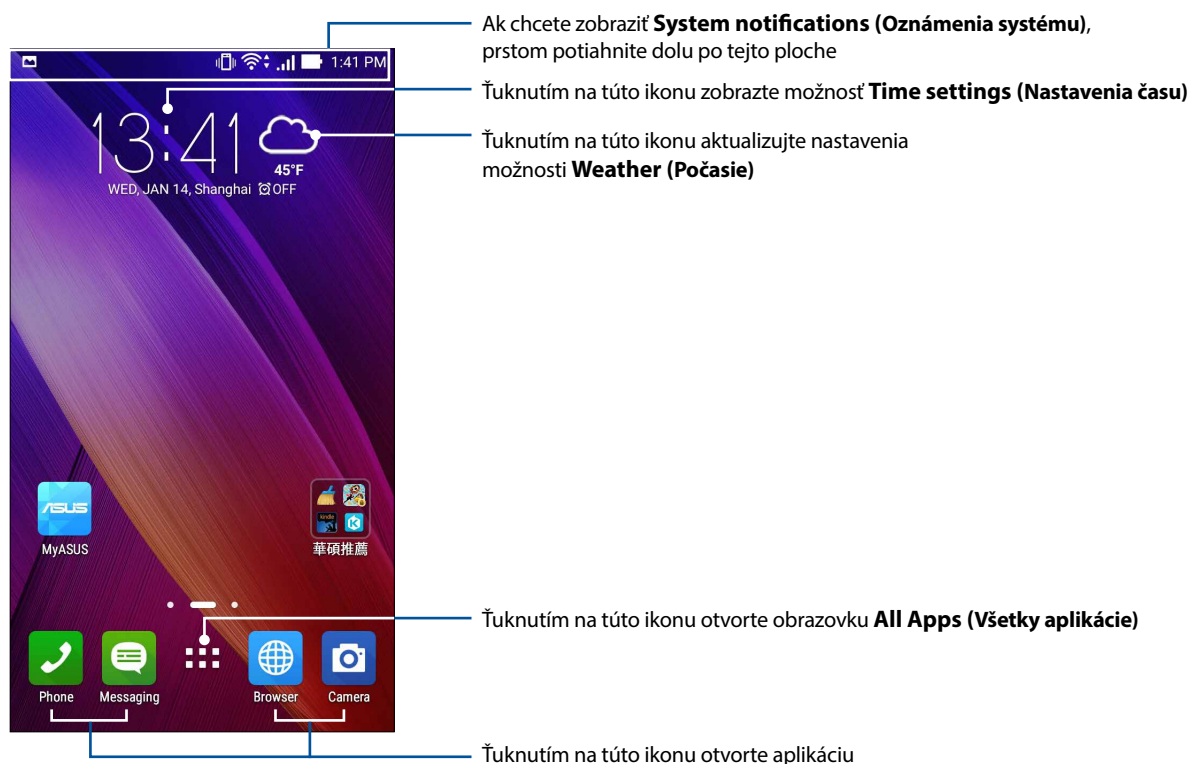 Ak chcete zobraziť System notifications (Oznámenia systému),
prstom potiahnite dolu po tejto ploche
1:41 PM
Ťuknutím na túto ikonu zobrazte možnosť Time settings (Nastavenia času)
13:41
45°F
WED, JAN 14, Shanghai OFF
Ťuknutím na túto ikonu aktualizujte nastavenia
možnosti Weather (Počasie)
ASUS
kindle
MyASUS
華碩推薦
Ťuknutím na túto ikonu otvorte obrazovku All Apps (Všetky aplikácie)
Phone
Messaging
Browser
Camera
Ťuknutím na túto ikonu otvorte aplikáciu